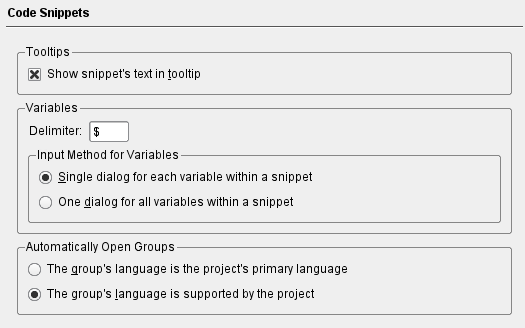 Code Snippets
Tooltips
Show snippet's text in tooltip
Variables
Delimiter: $
Input Method for Variables
Single dialog for each variable within a snippet
One dialog for all variables within a snippet
Automatically Open Groups
The group's language is the project's primary language
The group's language is supported by the project